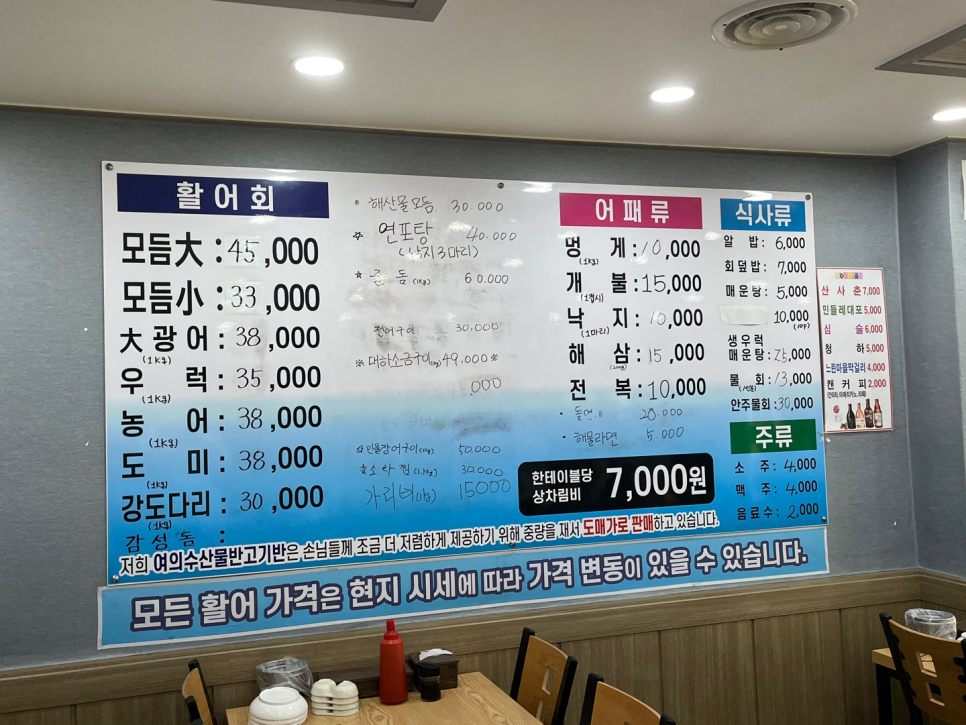 활어회
모듬大 : 45,000
모듬小 : 33,000
大광어 : 38,000
(1Kg)
우럭 : 35,000
(1Kg)
농어 : 38,000
(1Kg)
도미 : 38,000
(1Kg)
강도다리 : 30,000
(1Kg)
감성돔 :
해산물모듬 30.000
☆ 연포탕 40.000
(낙지3마리)
돔 (1Kg) 60.000
전어구이 30,000
※대하소금구이(1kg) 49.000※
,000
☆민물장어구이(1kg) 50.000
30.000
가리비(1kg) 15000
어패류
멍게 : 10,000
(1kg)
개불 : 15,000
(1접시)
낙지 : 10,000
(1마리)
해삼 : 15,000
(200g)
전복 : 10,000
20.000
· 해물라면 5.000
한테이블당
상차림비 7,000원
식사류
알밥 : 6,000
회덮밥 : 7,000
매운탕 : 5,000
10,000
생우럭
매운탕 : 25,000
물회 : 13,000
안주물회 : 30,000
주류
소주 : 4,000
맥주 : 4,000
음료수 : 2,000
저희 여의수산물반고기반은 손님들께 조금 더 저렴하게 제공하기 위해 중량을 재서 도매가로 판매하고 있습니다.
모든 활어 가격은 현지 시세에 따라 가격 변동이 있을 수 있습니다.
산사춘 7,000
민들레대포 5,000
심술 6,000
청하 5,000
느린마을막걸리 4,000
캔커피 2,000